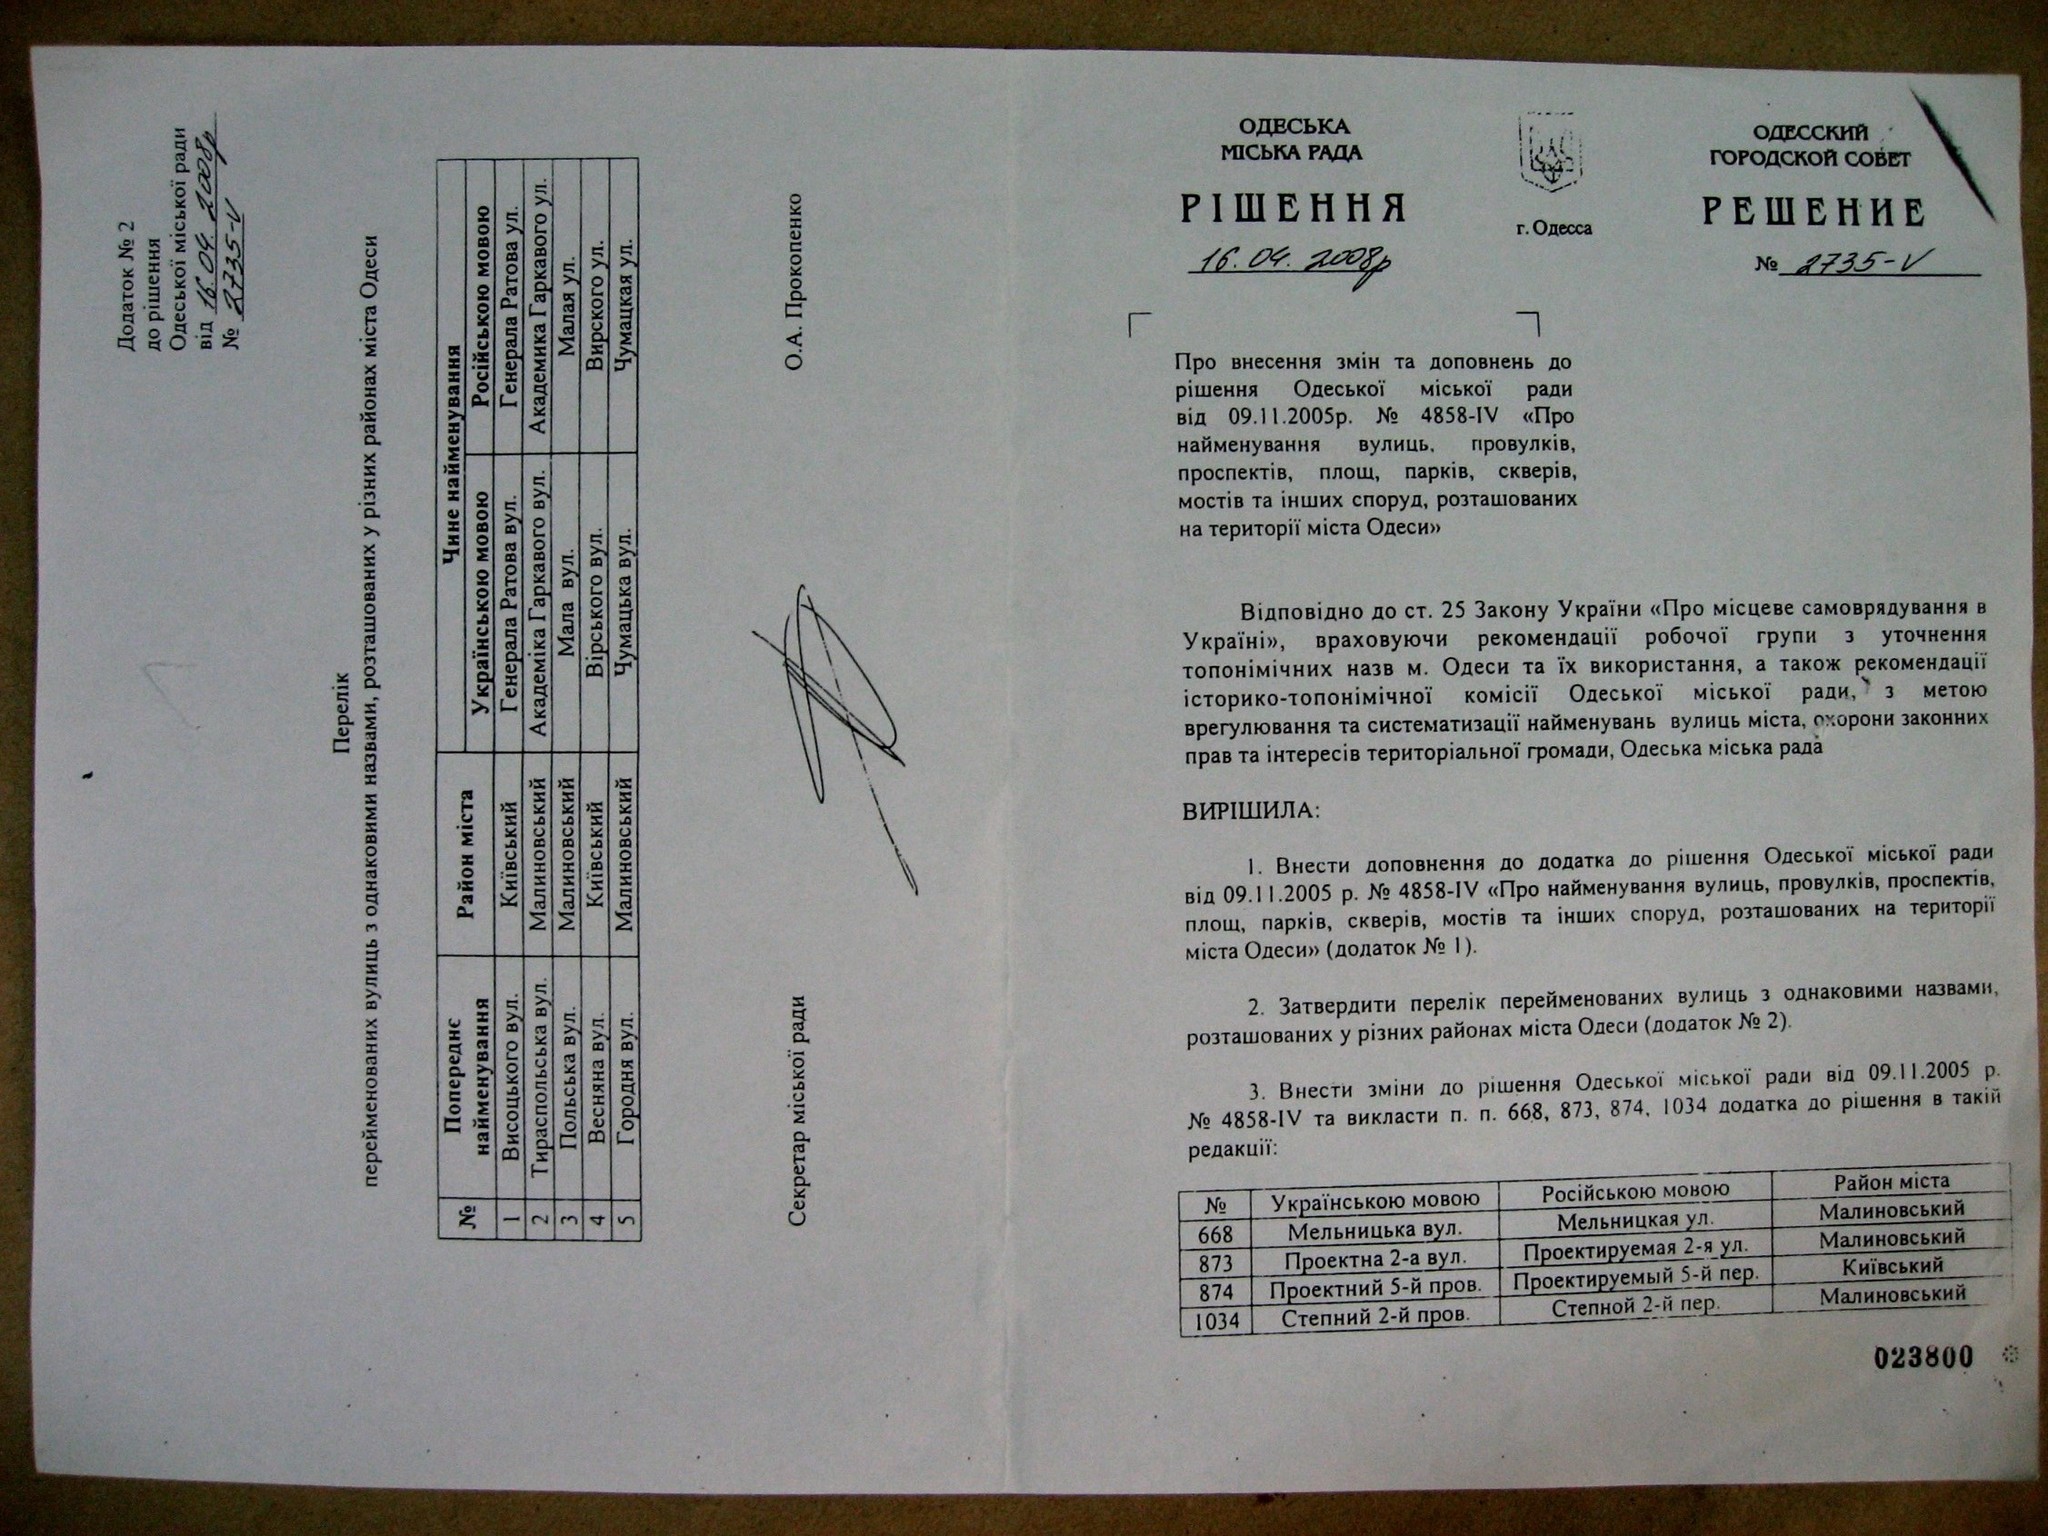 Додаток № 2
до рішення
Одеської міської ради
від 16.04.2008р
№ 2735-V
Перелік
перейменованих вулиць з однаковими назвами, розташованих у різних районах міста Одеси
№ Попереднє найменування Район міста Чине найменування
Українською мовою Російською мовою
1 Висоцького вул. Київський Генерала Ратова вул. Генерала Ратова ул.
2 Тираспольська вул. Малиновський Академіка Гаркавого вул. Академика Гаркавого ул.
3 Польська вул. Малиновський Мала вул. Малая ул.
4 Весняна вул. Київський Вірського вул. Вирского ул.
5 Городня вул. Малиновський Чумацька вул. Чумацкая ул.
Секретар міської ради О.А. Прокопенко
ОДЕСЬКА
МІСЬКА РАДА
РІШЕННЯ
16.04.2008р
г. Одесса
ОДЕССКИЙ
ГОРОДСКОЙ СОВЕТ
РЕШЕНИЕ
№ 2735-V
Про внесення змін та доповнень до
рішення Одеської міської ради
від 09.11.2005р. № 4858-IV «Про
найменування вулиць, провулків,
проспектів, площ, парків, скверів,
мостів та інших споруд, розташованих
на території міста Одеси»
Відповідно до ст. 25 Закону України «Про місцеве самоврядування в
Україні», враховуючи рекомендації робочої групи з уточнення
топонімічних назв м. Одеси та їх використання, а також рекомендації
історико-топонімічної комісії Одеської міської ради, з метою
врегулювання та систематизації найменувань вулиць міста, охорони законних
прав та інтересів територіальної громади, Одеська міська рада
ВИРІШИЛА:
1. Внести доповнення до додатка до рішення Одеської міської ради
від 09.11.2005 р. № 4858-IV «Про найменування вулиць, провулків, проспектів,
площ, парків, скверів, мостів та інших споруд, розташованих на території
міста Одеси» (додаток № 1).
2. Затвердити перелік перейменованих вулиць з однаковими назвами,
розташованих у різних районах міста Одеси (додаток № 2).
3. Внести зміни до рішення Одеської міської ради від 09.11.2005 р.
№ 4858-IV та викласти п. п. 668, 873, 874, 1034 додатка до рішення в такій
редакції:
№ Українською мовою Російською мовою Район міста
668 Мельницька вул. Мельницкая ул. Малиновський
873 Проектна 2-а вул. Проектируемая 2-я ул. Малиновський
874 Проектний 5-й пров. Проектируемый 5-й пер. Київський
1034 Степний 2-й пров. Степной 2-й пер. Малиновський
023800